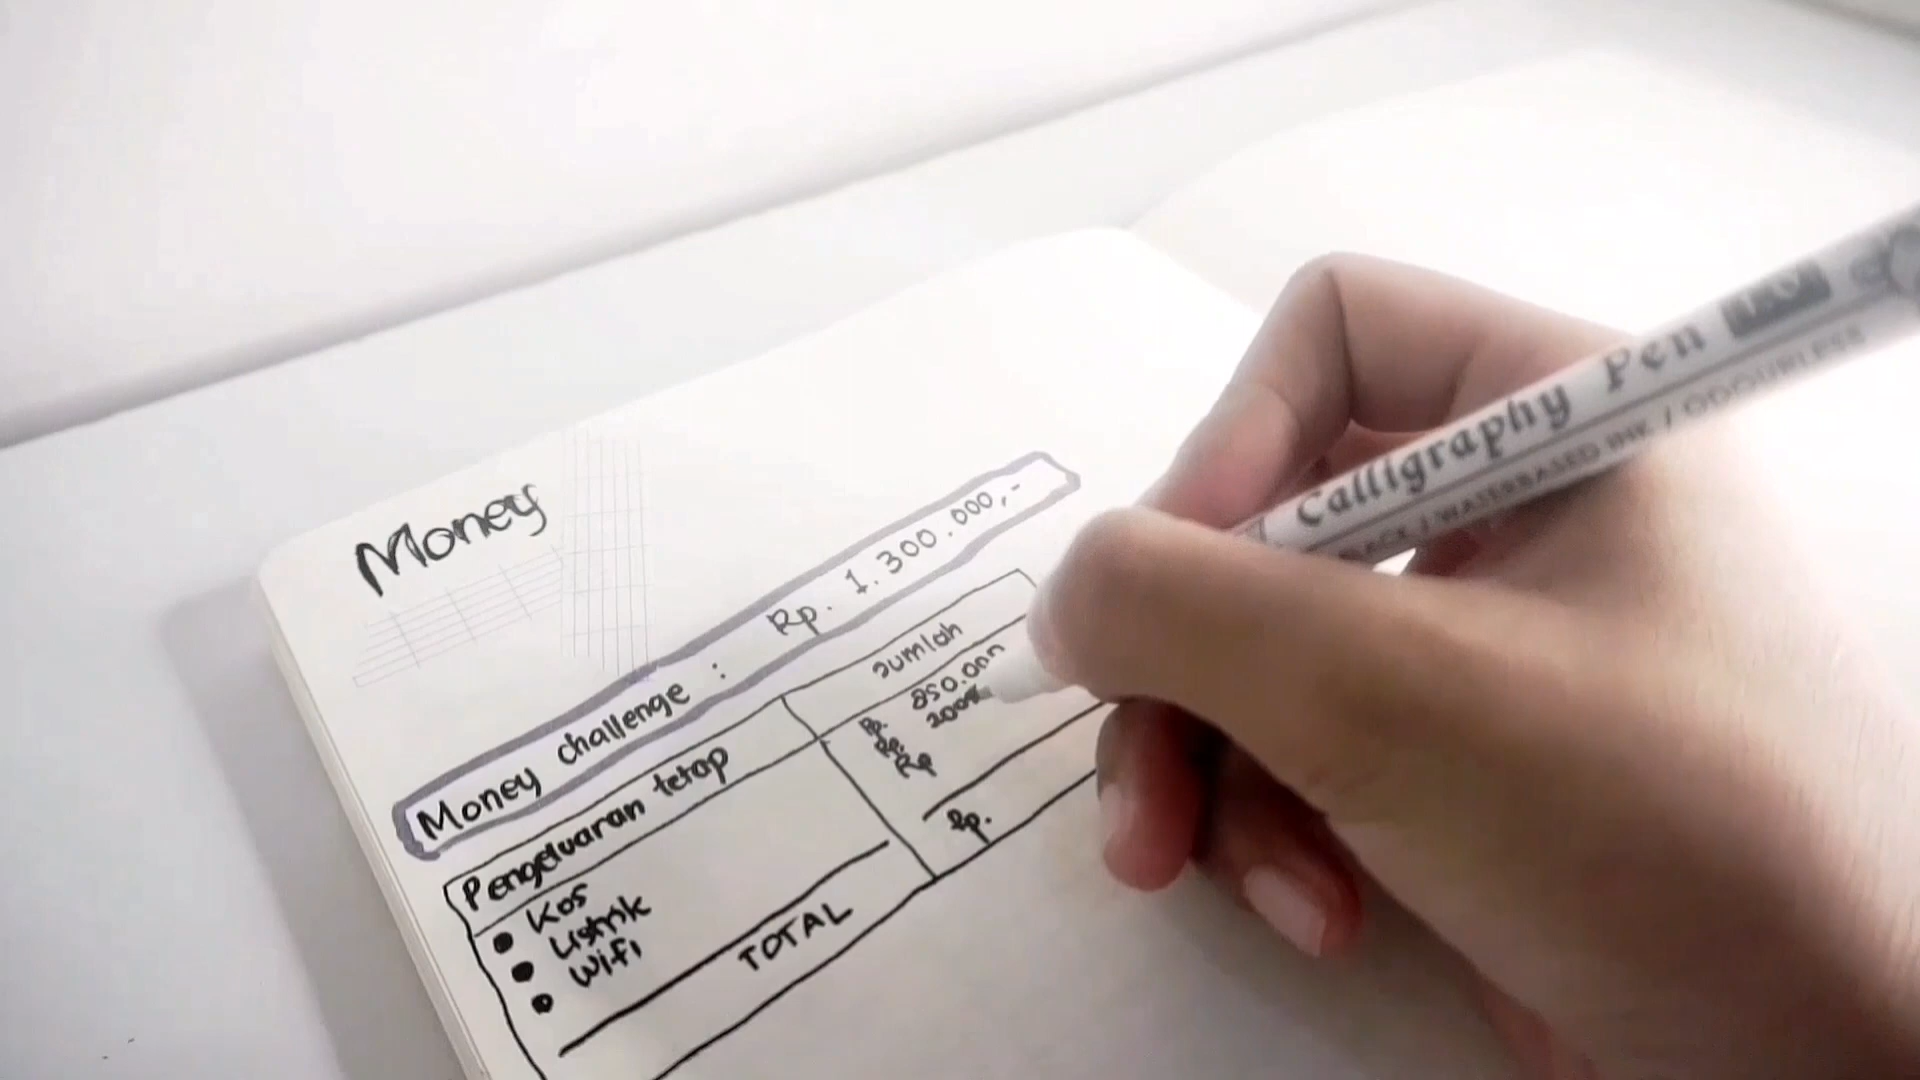 Money
Money challenge : Rp. 1.300.000,-
Pengeluaran tetap Jumlah
Kos Rp. 850.000
Listrik Rp. 200
Wifi Rp
TOTAL Rp.
Calligraphy Pen
BLACK / WATERBASED INK / ODOURLESS